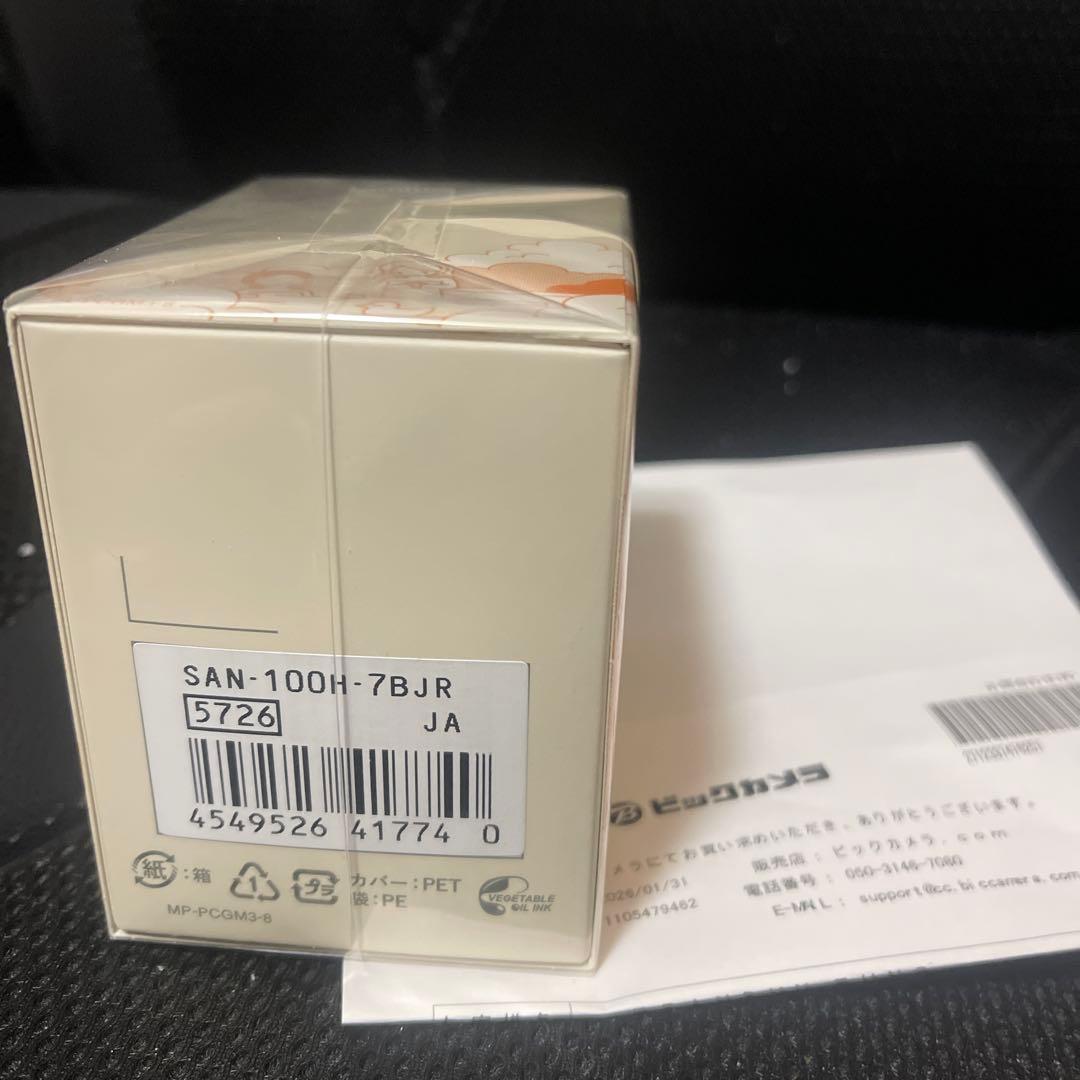 SAN-100H-7BJR
5726 JA
4549526 41774 0
紙 : 箱
1
プラ
カバー : PET
袋 : PE
VEGETABLE
OIL INK
MP-PCGM3-8
ビックカメラ
メラにてお買い求めいただき、ありがとうございます。
販売店 : ビックカメラ.com
026/01/31
電話番号 : 050-3146-7080
1105479462
E-MAIL : support@cc.biccamera.com